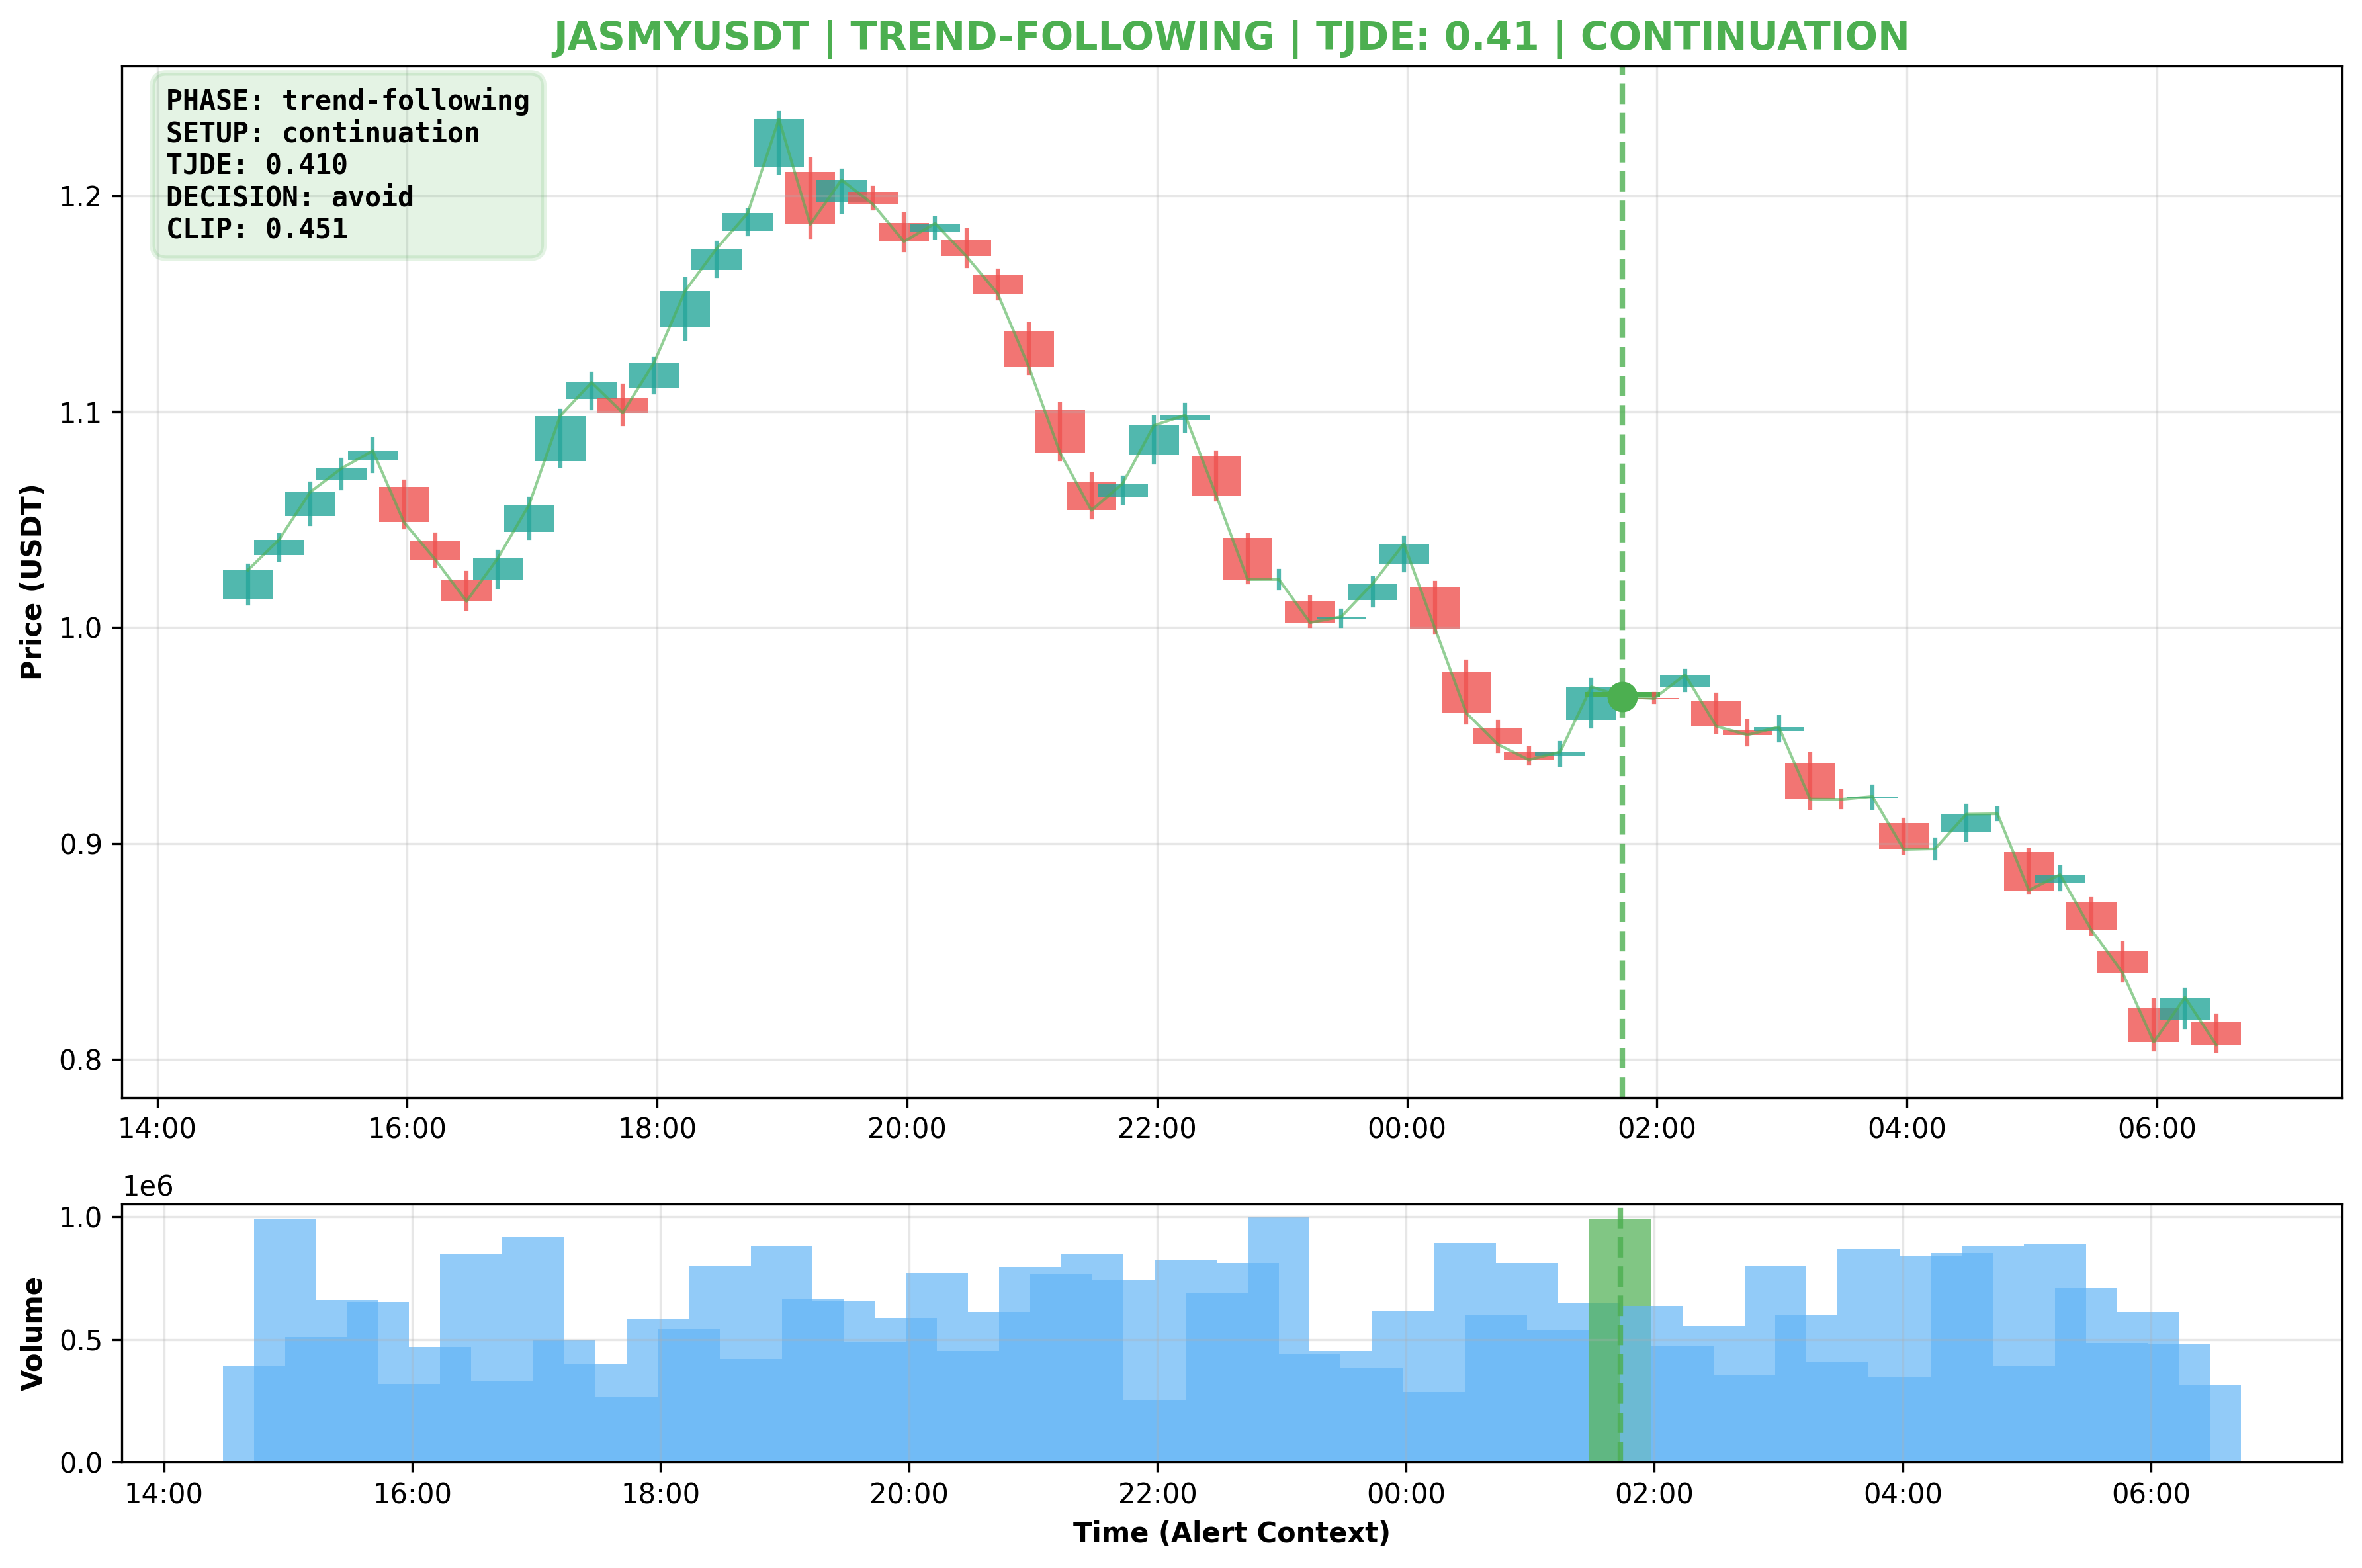 JASMYUSDT | TREND-FOLLOWING | TJDE: 0.41 | CONTINUATION
PHASE: trend-following
SETUP: continuation
TJDE: 0.410
DECISION: avoid
CLIP: 0.451
Price (USDT)
1.2
1.1
1.0
0.9
0.8
14:00 16:00 18:00 20:00 22:00 00:00 02:00 04:00 06:00
1e6
Volume
1.0
0.5
0.0
14:00 16:00 18:00 20:00 22:00 00:00 02:00 04:00 06:00
Time (Alert Context)